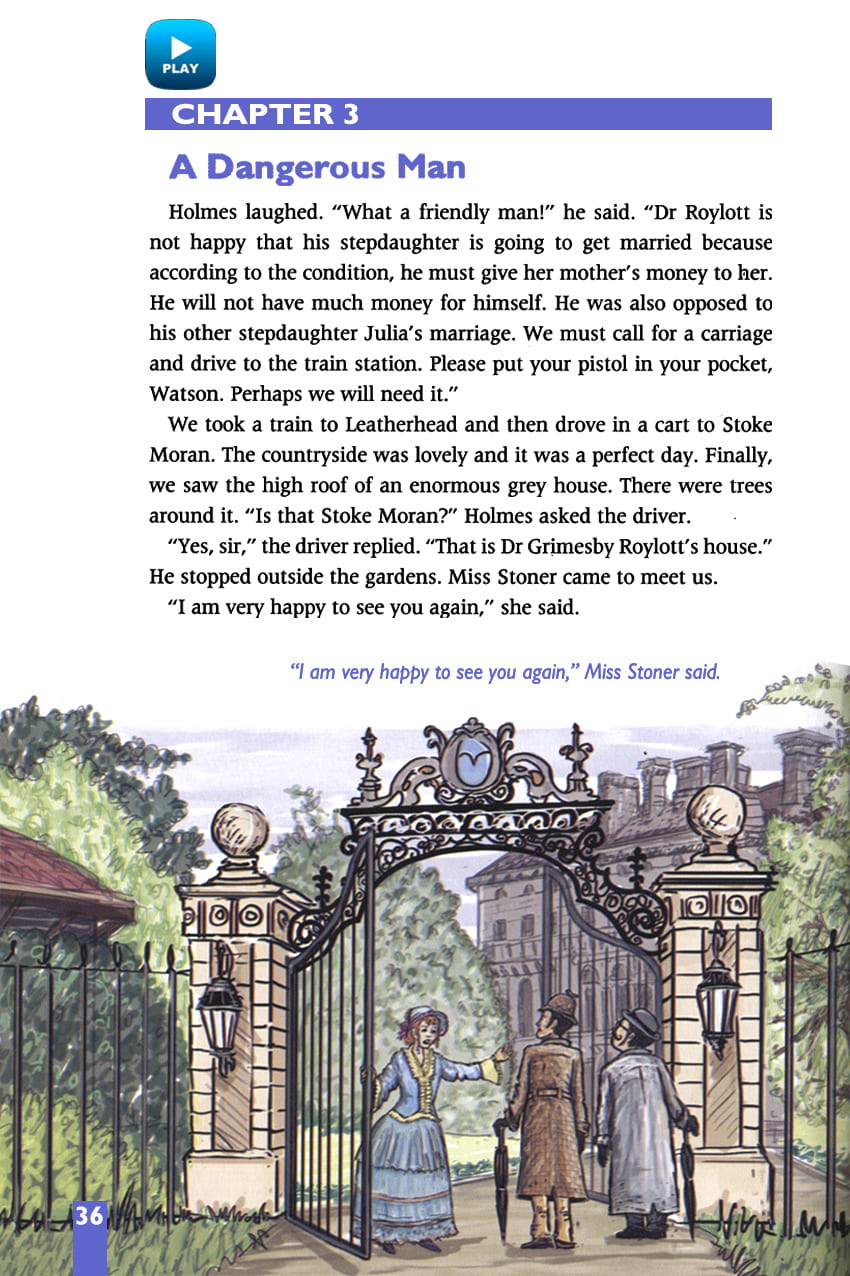 PLAY
CHAPTER 3
A Dangerous Man
Holmes laughed. “What a friendly man!” he said. “Dr Roylott is
not happy that his stepdaughter is going to get married because
according to the condition, he must give her mother’s money to her.
He will not have much money for himself. He was also opposed to
his other stepdaughter Julia’s marriage. We must call for a carriage
and drive to the train station. Please put your pistol in your pocket,
Watson. Perhaps we will need it.”
We took a train to Leatherhead and then drove in a cart to Stoke
Moran. The countryside was lovely and it was a perfect day. Finally,
we saw the high roof of an enormous grey house. There were trees
around it. “Is that Stoke Moran?” Holmes asked the driver.
“Yes, sir,” the driver replied. “That is Dr Grimesby Roylott’s house.”
He stopped outside the gardens. Miss Stoner came to meet us.
“I am very happy to see you again,” she said.
“I am very happy to see you again,” Miss Stoner said.
36